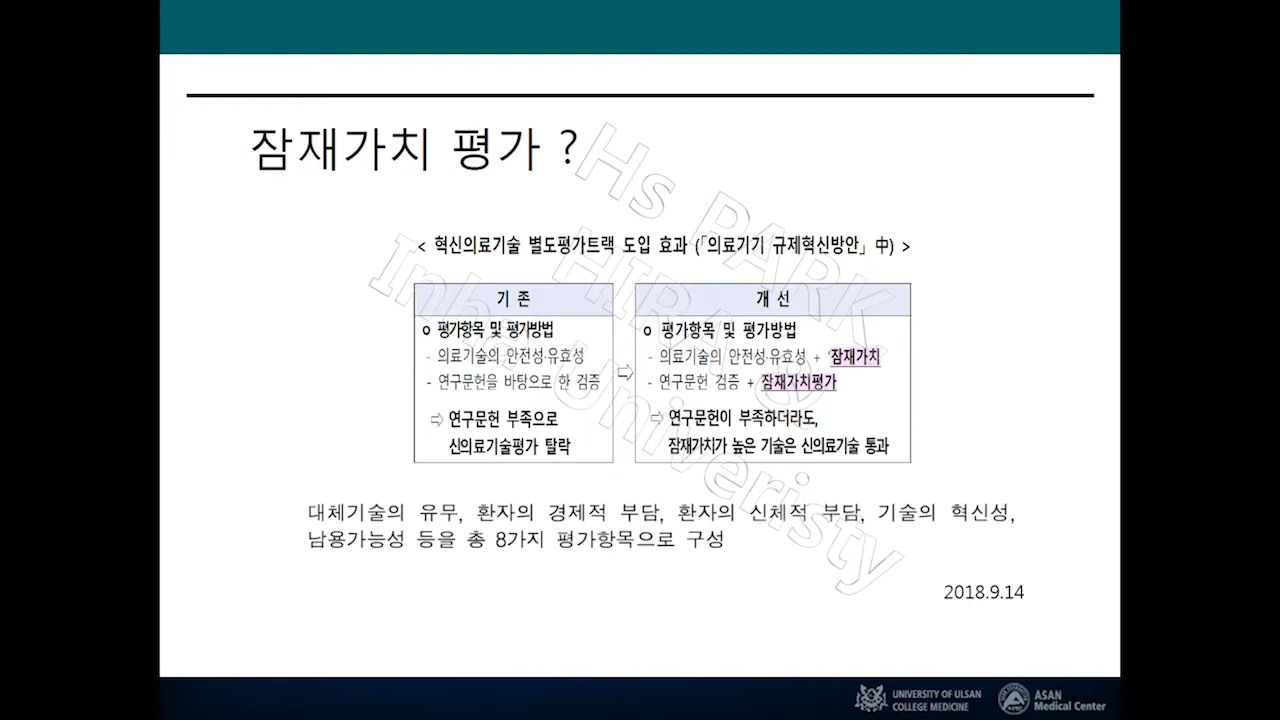 잠재가치 평가 ?
< 혁신의료기술 별도평가트랙 도입 효과 (「의료기기 규제혁신방안」 中) >
기 존
o 평가항목 및 평가방법
- 의료기술의 안전성·유효성
- 연구문헌을 바탕으로 한 검증
⇨ 연구문헌 부족으로
신의료기술평가 탈락
⇨
개 선
o 평가항목 및 평가방법
- 의료기술의 안전성·유효성 + 잠재가치
- 연구문헌 검증 + 잠재가치평가
⇨ 연구문헌이 부족하더라도,
잠재가치가 높은 기술은 신의료기술 통과
대체기술의 유무, 환자의 경제적 부담, 환자의 신체적 부담, 기술의 혁신성,
남용가능성 등을 총 8가지 평가항목으로 구성
2018.9.14
Hs PARK
HIRA &
Inha Univeristy
UNIVERSITY OF ULSAN
COLLEGE MEDICINE
ASAN
Medical Center